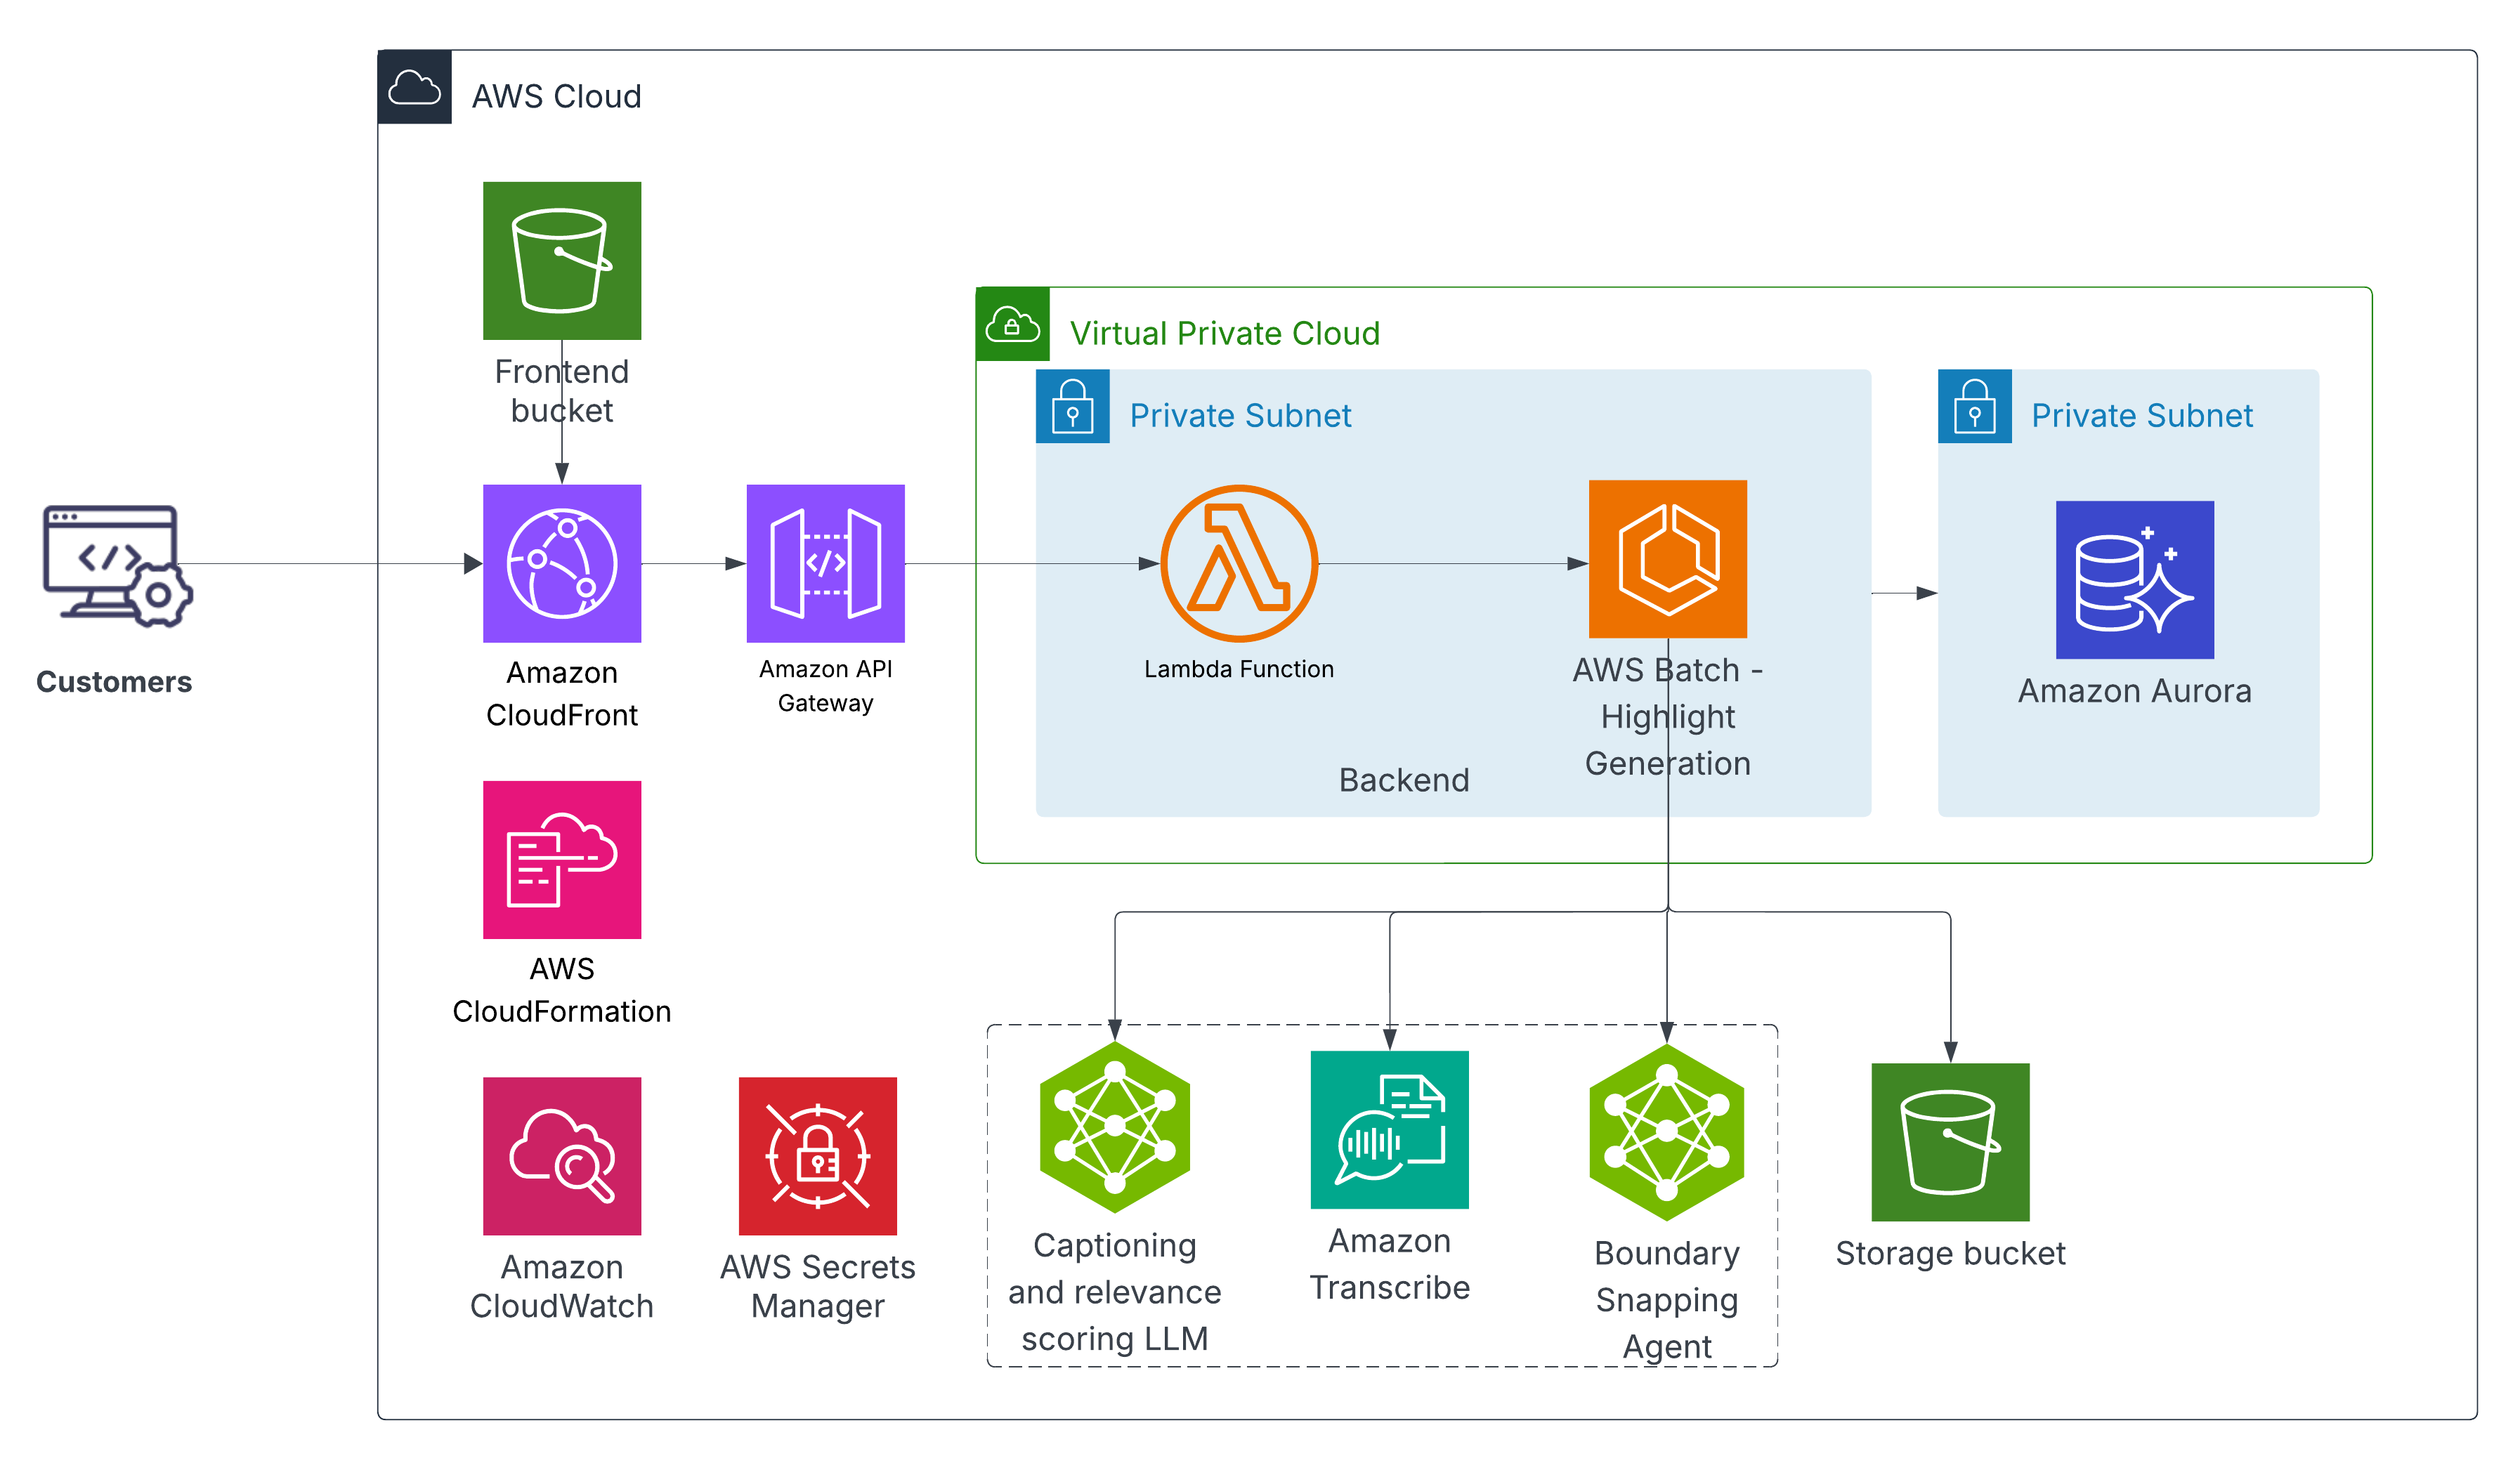 AWS Cloud
Frontend
bucket
Virtual Private Cloud
Private Subnet
Private Subnet
Customers
Amazon
CloudFront
Amazon API
Gateway
Lambda Function
AWS Batch -
Highlight
Generation
Backend
Amazon Aurora
AWS
CloudFormation
Amazon
CloudWatch
AWS Secrets
Manager
Captioning
and relevance
scoring LLM
Amazon
Transcribe
Boundary
Snapping
Agent
Storage bucket